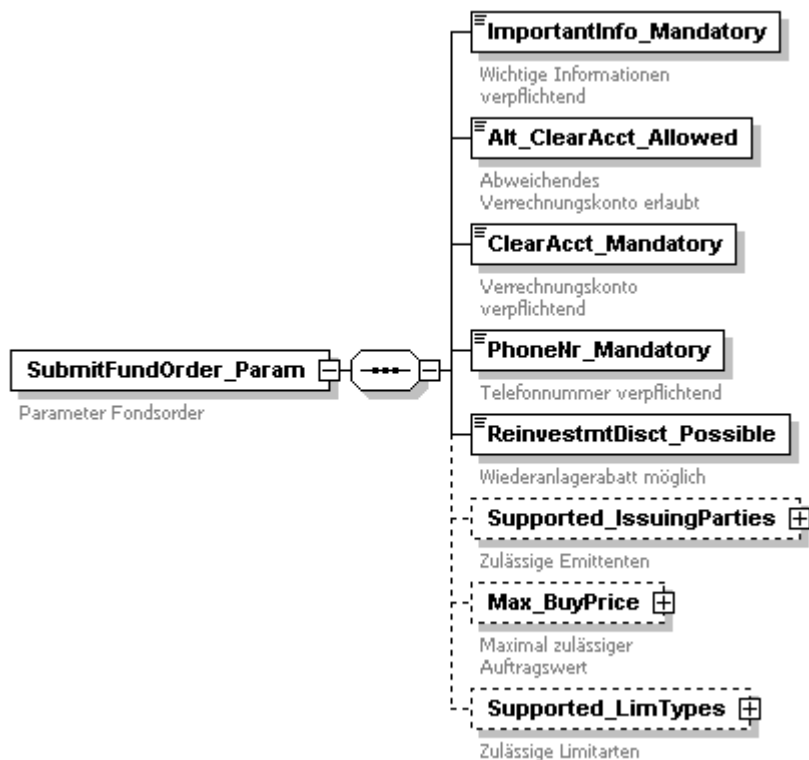 ImportantInfo_Mandatory
Wichtige Informationen
verpflichtend
Alt_ClearAcct_Allowed
Abweichendes
Verrechnungskonto erlaubt
ClearAcct_Mandatory
Verrechnungskonto
verpflichtend
SubmitFundOrder_Param
Parameter Fondsorder
PhoneNr_Mandatory
Telefonnummer verpflichtend
ReinvestmtDisct_Possible
Wiederanlagerabatt möglich
Supported_IssuingParties
Zulässige Emittenten
Max_BuyPrice
Maximal zulässiger
Auftragswert
Supported_LimTypes
Zulässige Limitarten